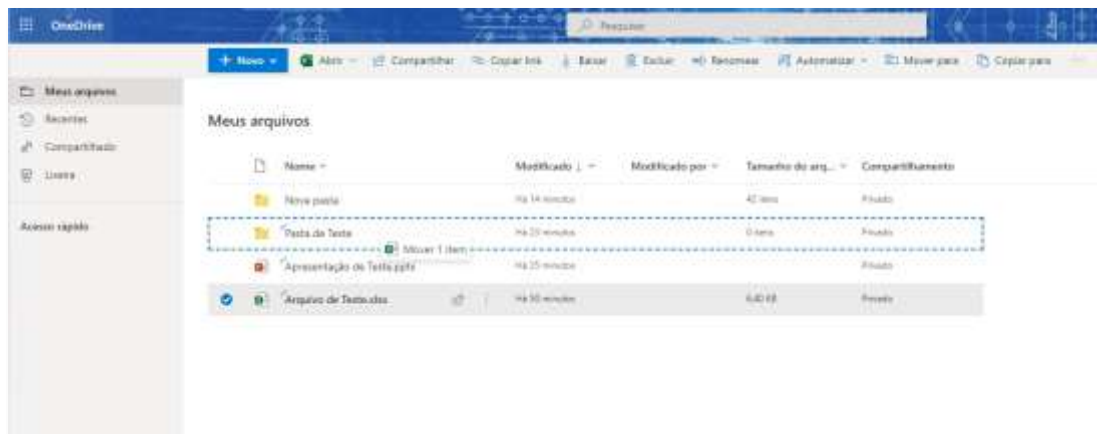 OneDrive
Pesquisar
+ Novo Abrir Compartilhar Copiar link Baixar Excluir Renomear Automatizar Mover para Copiar para
Meus arquivos
Recentes
Compartilhado
Lixeira
Acesso rápido
Meus arquivos
Nome Modificado ↓ Modificado por Tamanho do arq... Compartilhamento
Nova pasta Há 14 minutos 42 itens Privado
Pasta de Teste Há 23 minutos 0 itens Privado
Mover 1 item
Apresentação de Teste.pptx Há 25 minutos Privado
Arquivo de Teste.xlsx Há 30 minutos Privado